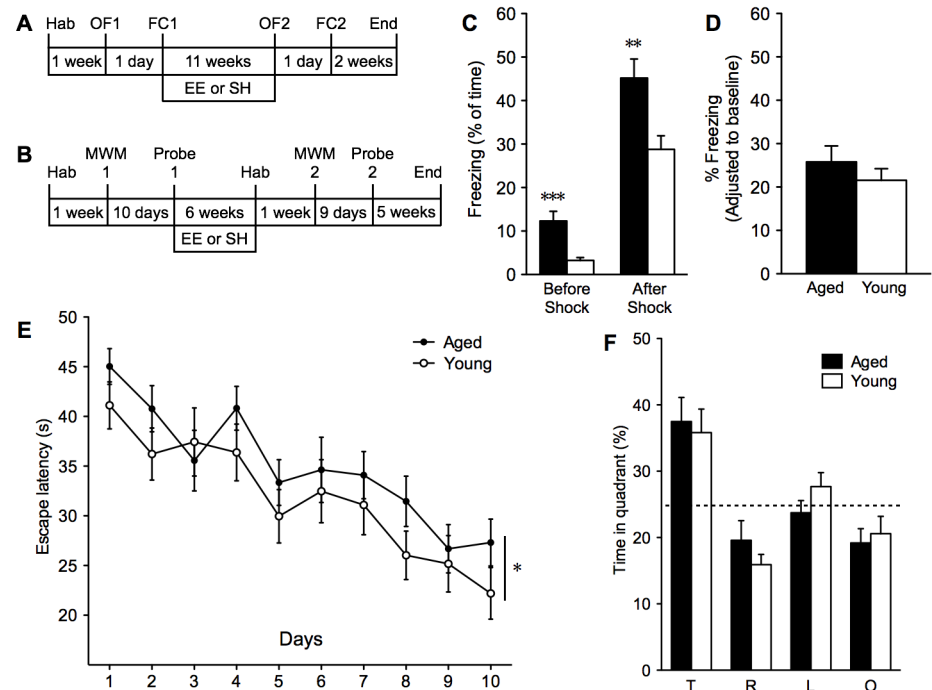 A
Hab OF1 FC1 OF2 FC2 End
1 week 1 day 11 weeks 1 day 2 weeks
EE or SH
B
MWM Probe MWM Probe
Hab 1 1 Hab 2 2 End
1 week 10 days 6 weeks 1 week 9 days 5 weeks
EE or SH
C
Freezing (% of time)
60
50
40
30
20
10
0
***
**
Before After
Shock Shock
D
% Freezing
(Adjusted to baseline)
60
50
40
30
20
10
0
Aged Young
E
Escape latency (s)
50
45
40
35
30
25
20
Aged
Young
*
Days
1 2 3 4 5 6 7 8 9 10
F
Time in quadrant (%)
50
40
30
20
10
0
Aged
Young
T R L O